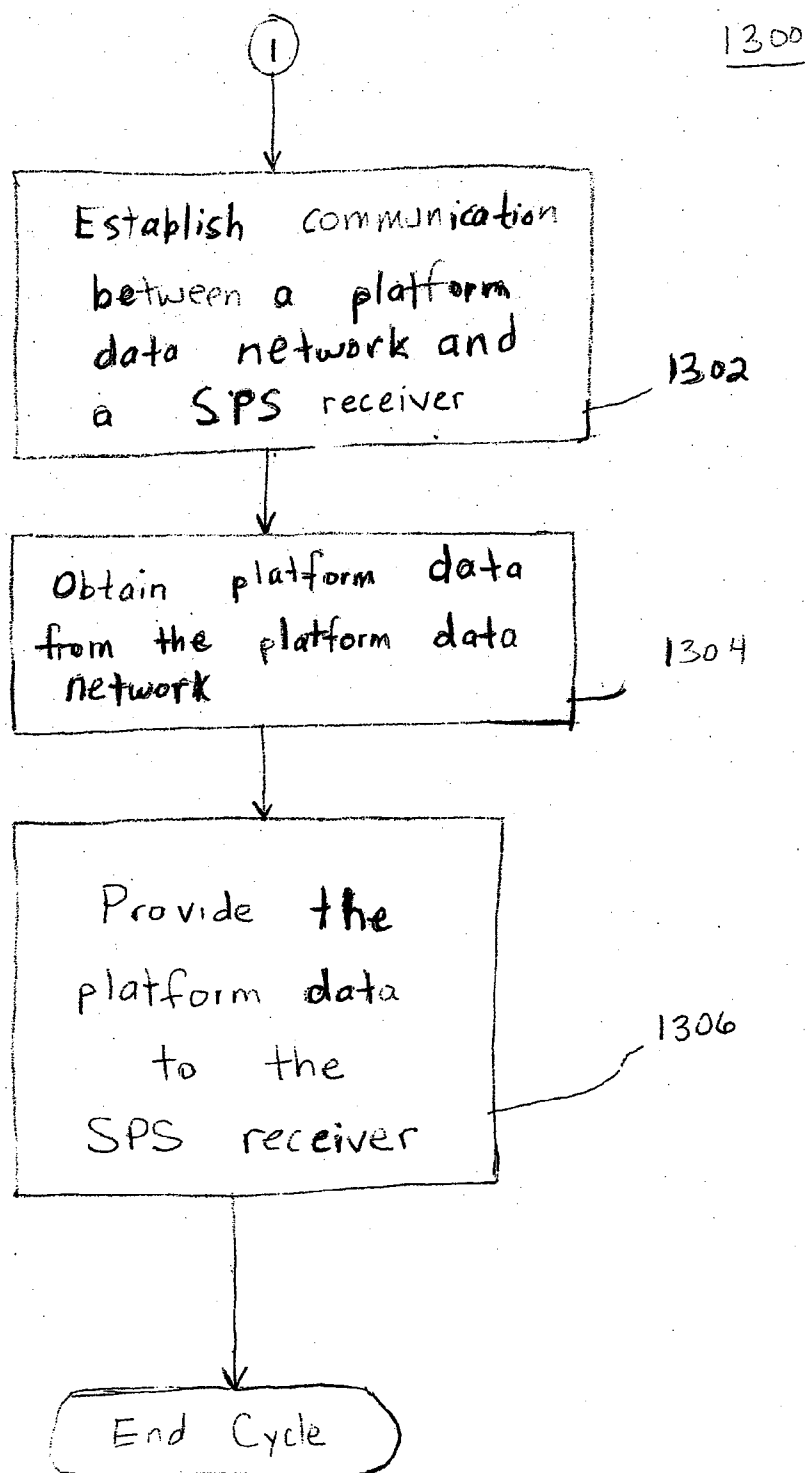 1300
1
Establish communication
between a platform
data network and
a SPS receiver
1302
Obtain platform data
from the platform data
network
1304
Provide the
platform data
to the
SPS receiver
1306
End Cycle